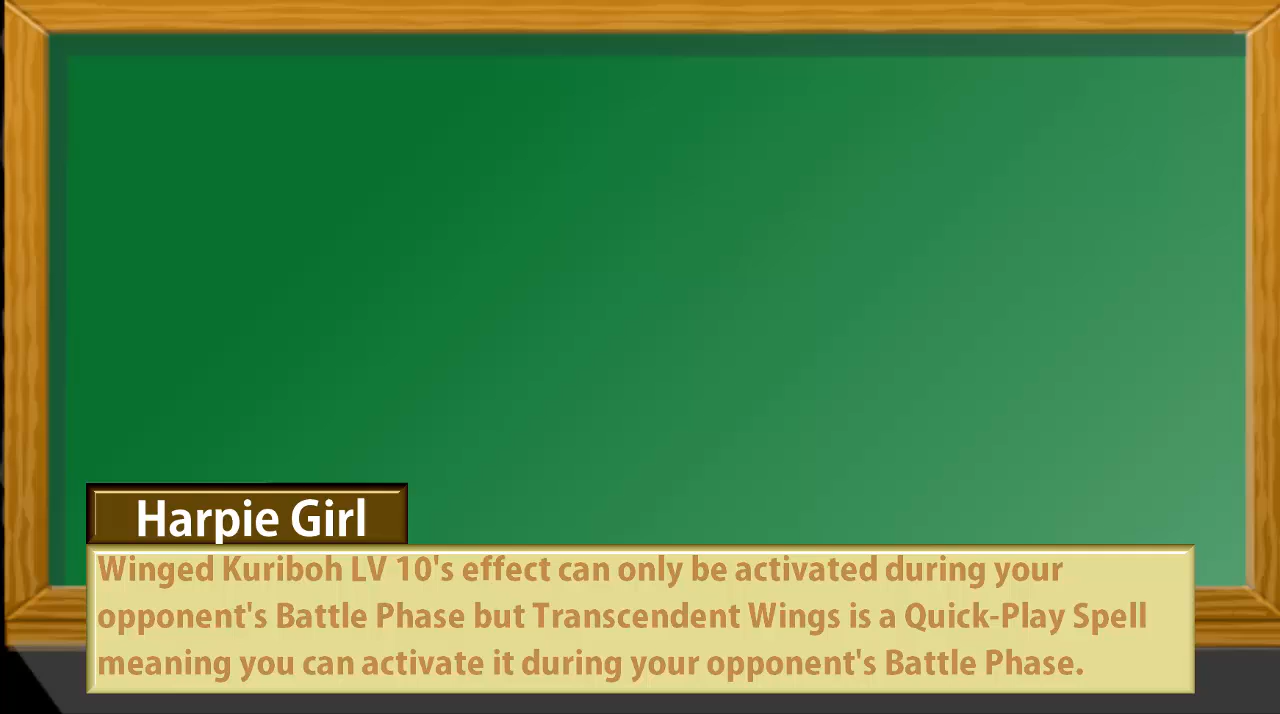 Harpie Girl
Winged Kuriboh LV 10's effect can only be activated during your
opponent's Battle Phase but Transcendent Wings is a Quick-Play Spell
meaning you can activate it during your opponent's Battle Phase.